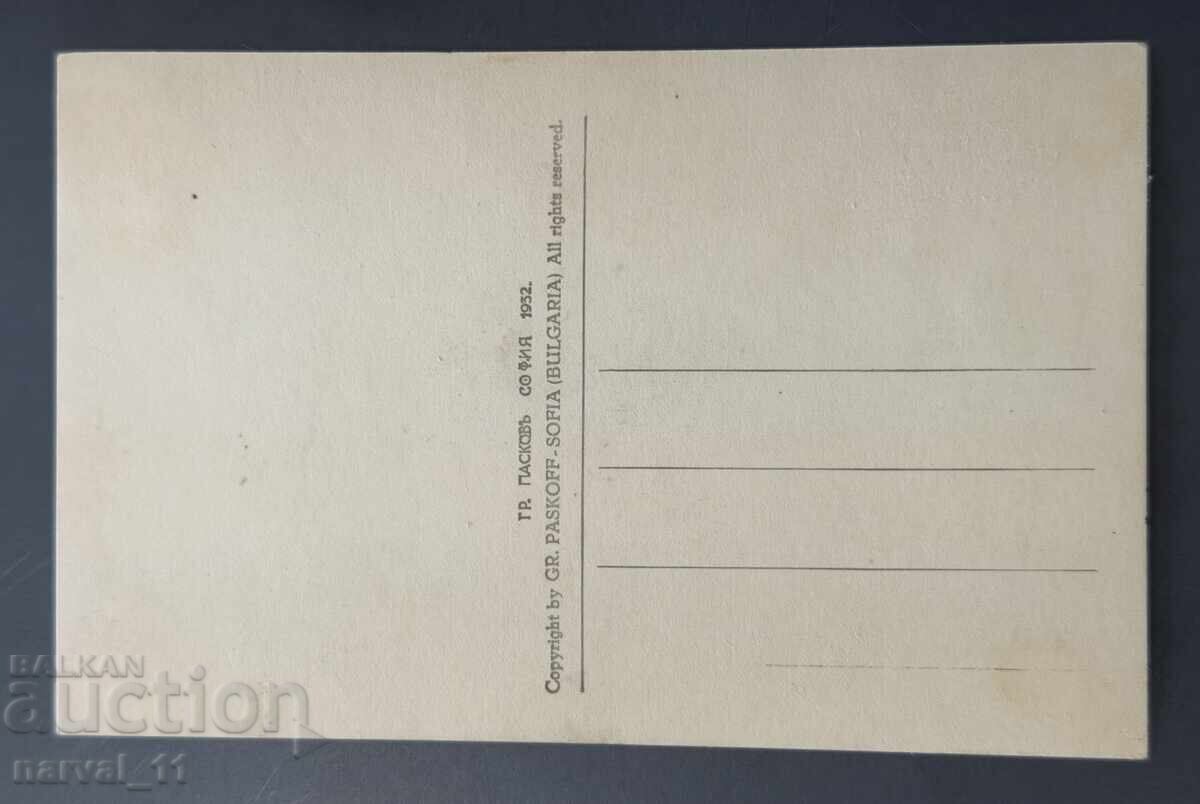 ГР. ПАСКОВЪ СОФИЯ 1932.
Copyright by GR. PASKOFF - SOFIA (BULGARIA) All rights reserved.
BALKAN
auction
narval_11